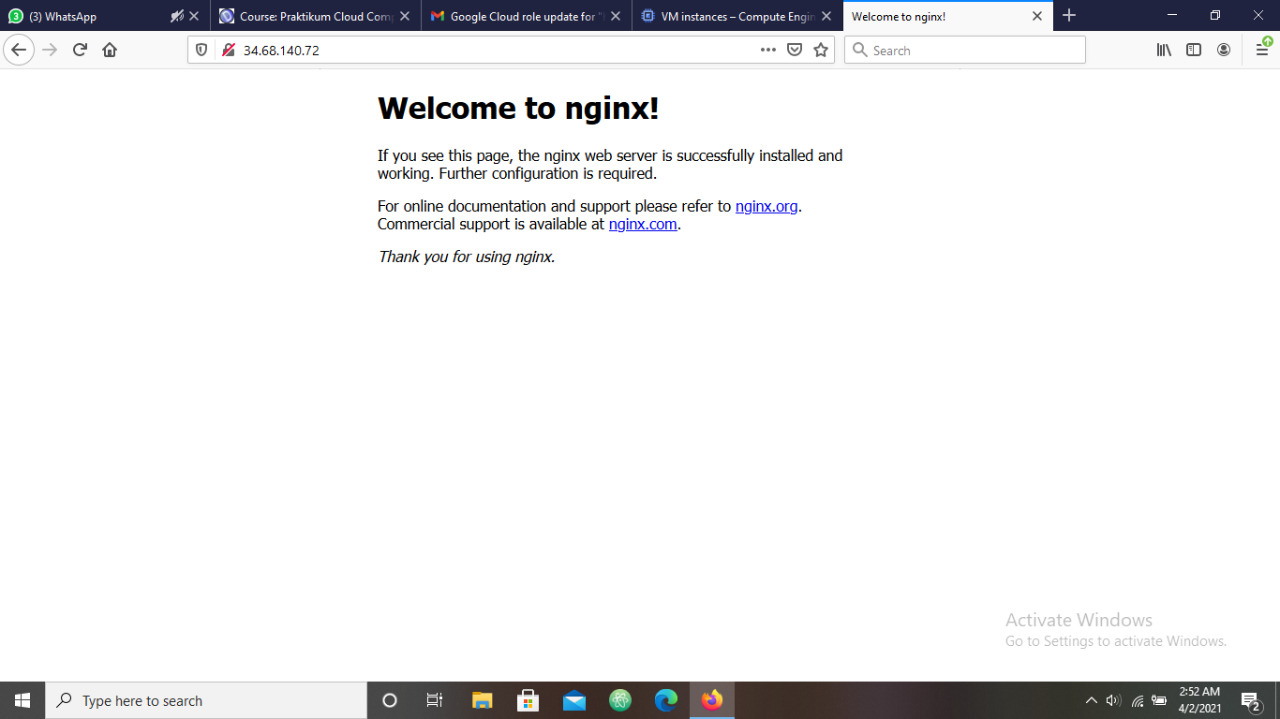 (3) WhatsApp
Course: Praktikum Cloud Com
Google Cloud role update for "
VM instances – Compute Engin
Welcome to nginx!
34.68.140.72
Search
Welcome to nginx!
If you see this page, the nginx web server is successfully installed and
working. Further configuration is required.
For online documentation and support please refer to nginx.org.
Commercial support is available at nginx.com.
Thank you for using nginx.
Activate Windows
Go to Settings to activate Windows.
Type here to search
2:52 AM
4/2/2021
2